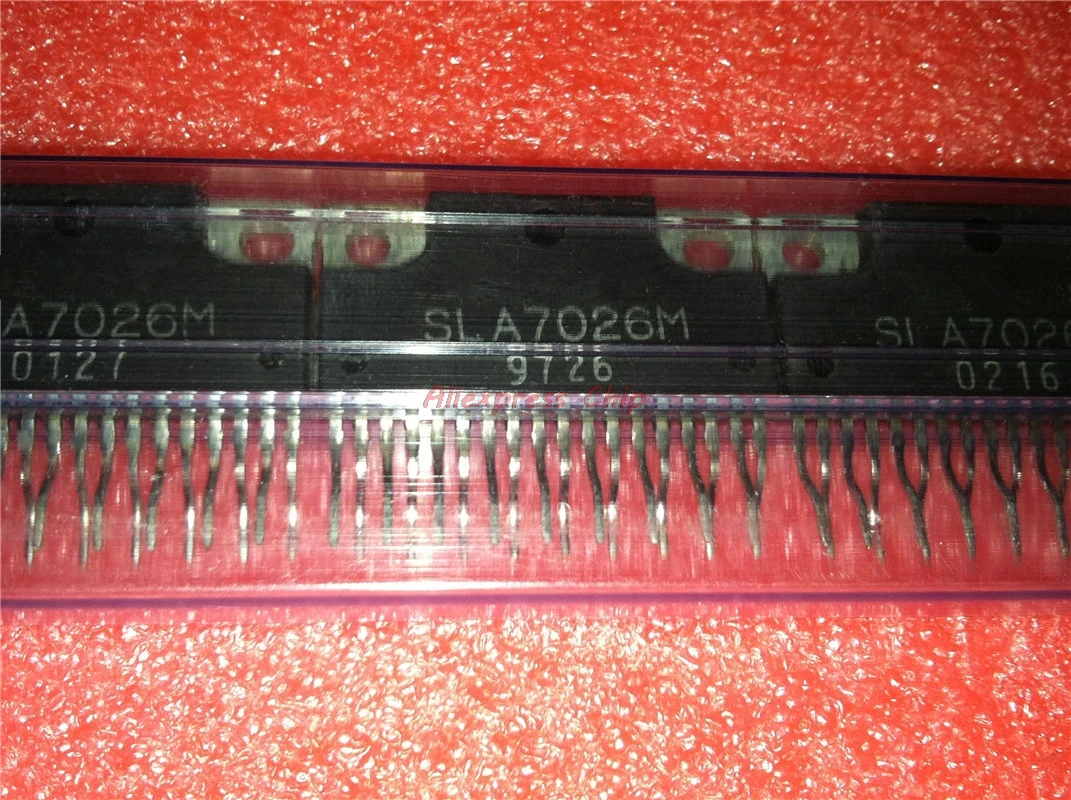 A7026M
0127
SLA7026M
9726
SLA702
0216
Aliexpress Chip